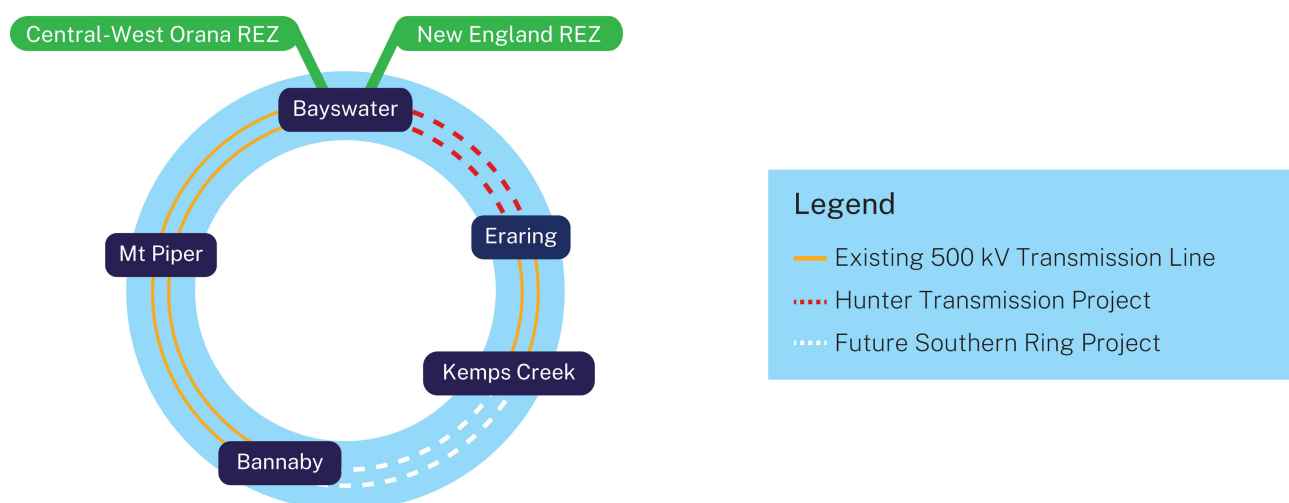 Central-West Orana REZ
New England REZ
Bayswater
Eraring
Mt Piper
Kemps Creek
Bannaby
Legend
Existing 500 kV Transmission Line
Hunter Transmission Project
Future Southern Ring Project